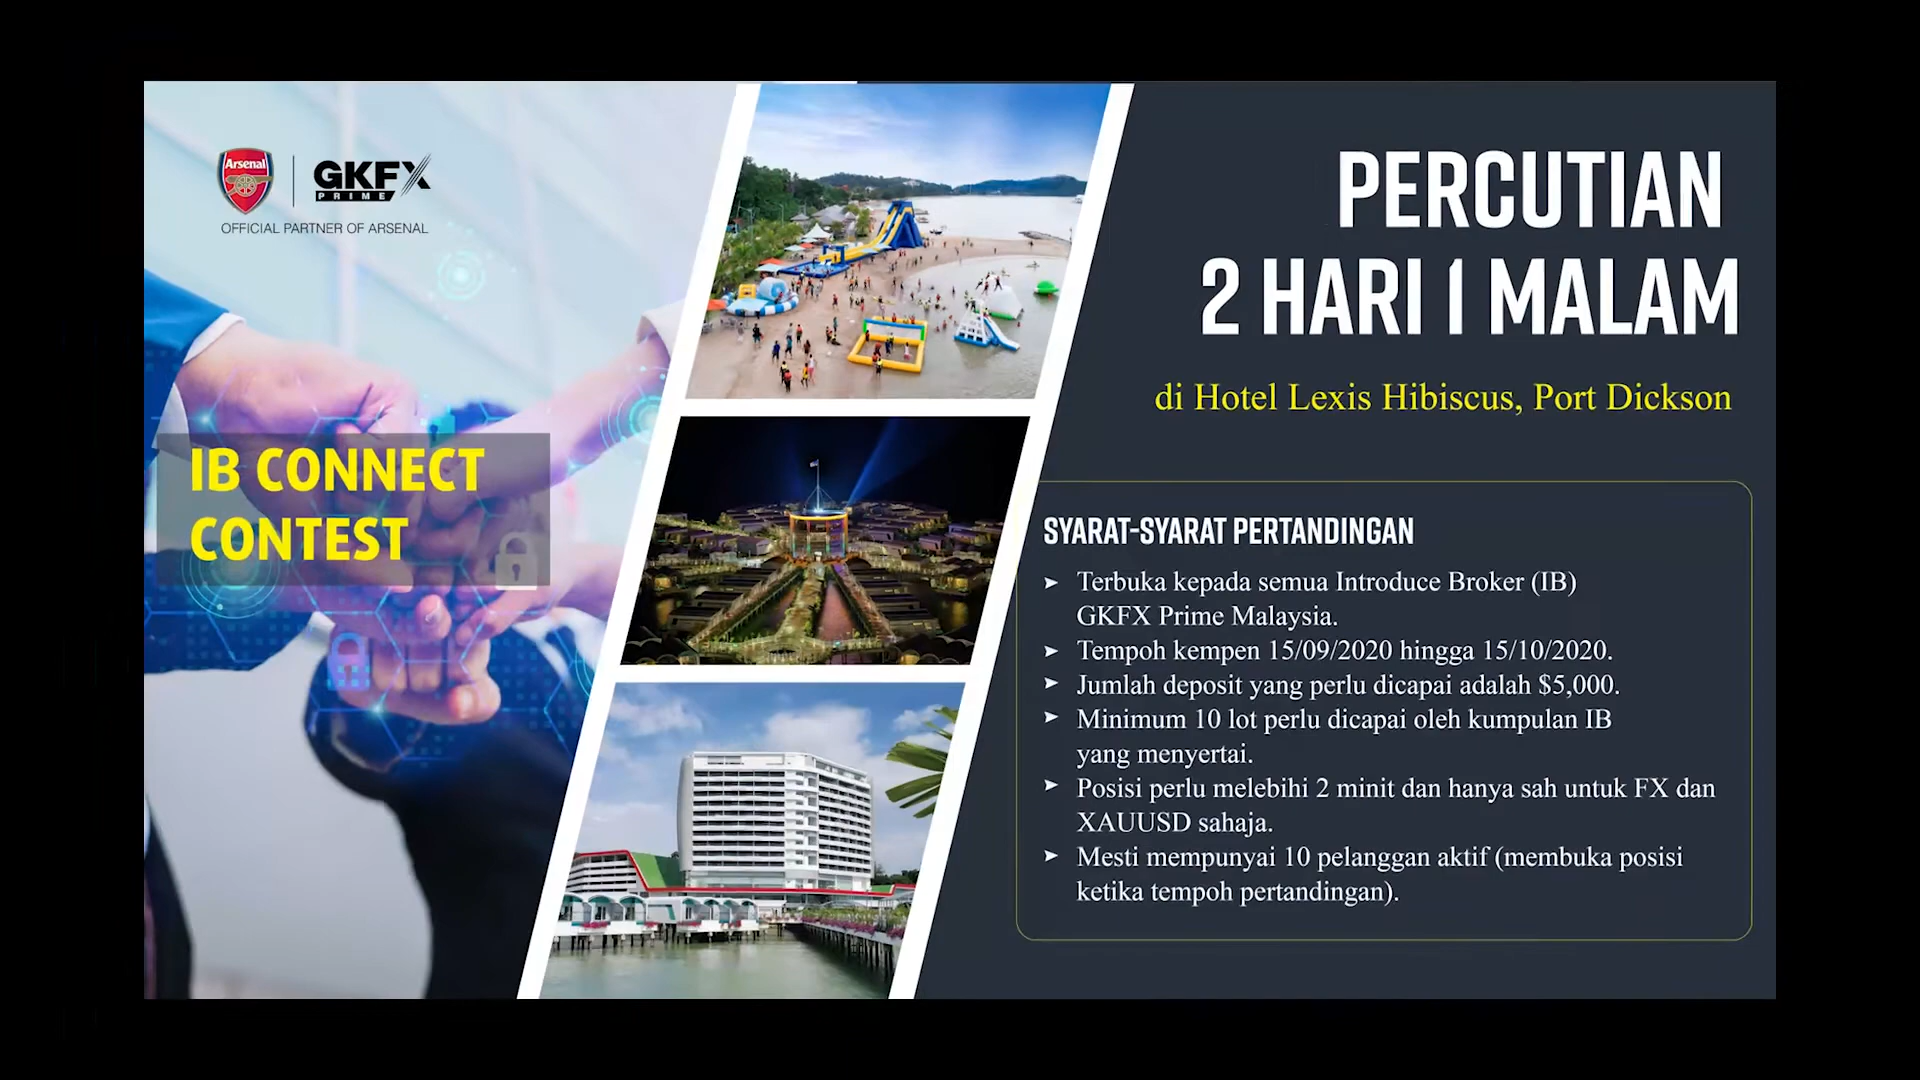 Arsenal
GKFX
PRIME
OFFICIAL PARTNER OF ARSENAL
IB CONNECT
CONTEST
PERCUTIAN
2 HARI 1 MALAM
di Hotel Lexis Hibiscus, Port Dickson
SYARAT-SYARAT PERTANDINGAN
➤ Terbuka kepada semua Introduce Broker (IB)
GKFX Prime Malaysia.
➤ Tempoh kempen 15/09/2020 hingga 15/10/2020.
➤ Jumlah deposit yang perlu dicapai adalah $5,000.
➤ Minimum 10 lot perlu dicapai oleh kumpulan IB
yang menyertai.
➤ Posisi perlu melebihi 2 minit dan hanya sah untuk FX dan
XAUUSD sahaja.
➤ Mesti mempunyai 10 pelanggan aktif (membuka posisi
ketika tempoh pertandingan).